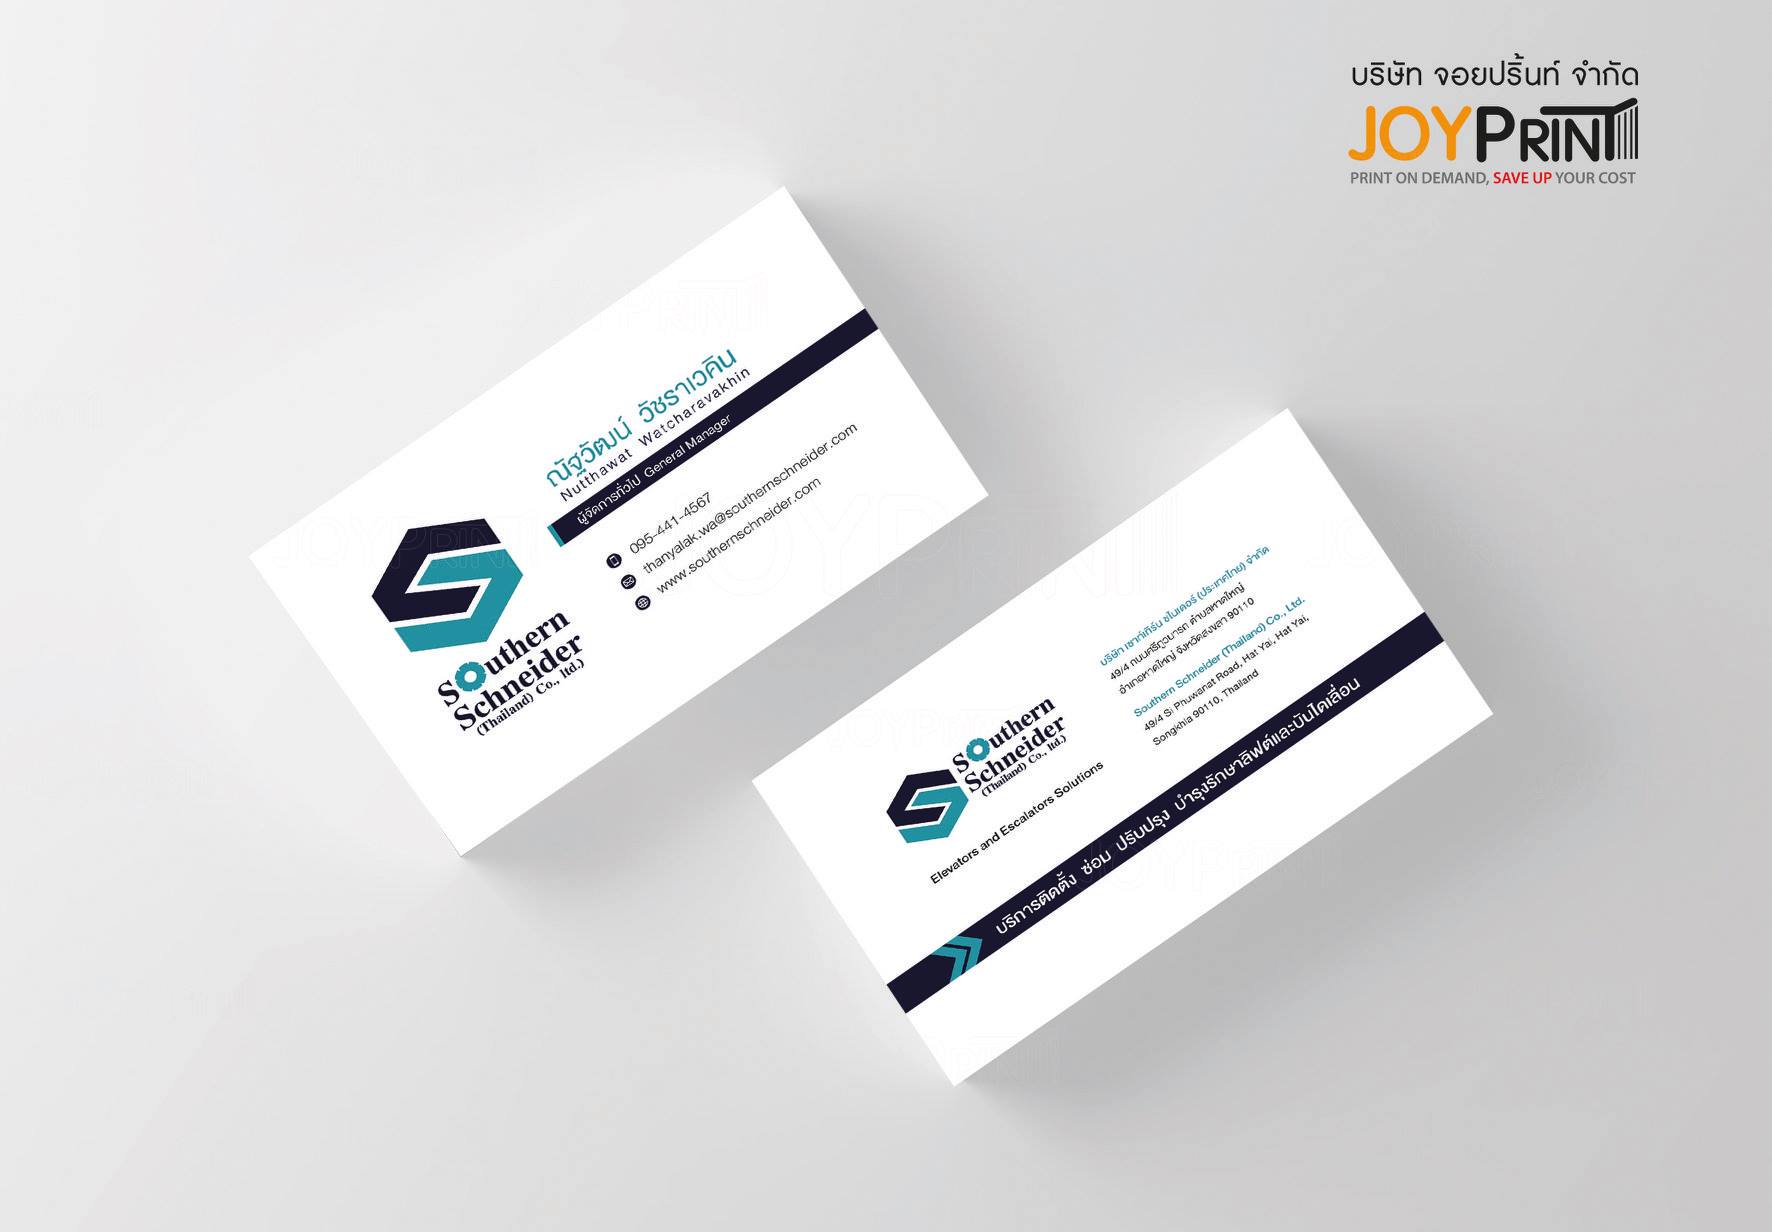 บริษัท จอยปริ้นท์ จำกัด
JOYPRINT
PRINT ON DEMAND, SAVE UP YOUR COST
ณัฐวัฒน์ วัชราเวคิน
Nutthawat Watcharavakhin
ผู้จัดการทั่วไป General Manager
095-441-4567
thanyalak.wa@southernschneider.com
www.southernschneider.com
Southern
Schneider
(Thailand) Co., ltd.)
บริษัท เซาท์เทิร์น ชไนเดอร์ (ประเทศไทย) จำกัด
49/4 ถนนศรีภูวนารถ ตำบลหาดใหญ่
อำเภอหาดใหญ่ จังหวัดสงขลา 90110
Southern Schneider (Thailand) Co., Ltd.
49/4 Si Phuwanat Road, Hat Yai, Hat Yai,
Songkhla 90110, Thailand
Southern
Schneider
(Thailand) Co., ltd.)
Elevators and Escalators Solutions
บริการติดตั้ง ซ่อม ปรับปรุง บำรุงรักษาลิฟต์และบันไดเลื่อน